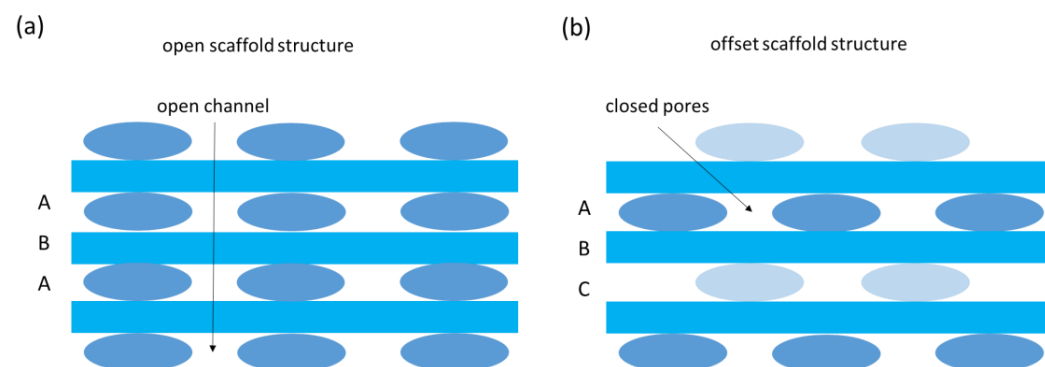 (a)
open scaffold structure
open channel
A
B
A
(b)
offset scaffold structure
closed pores
A
B
C